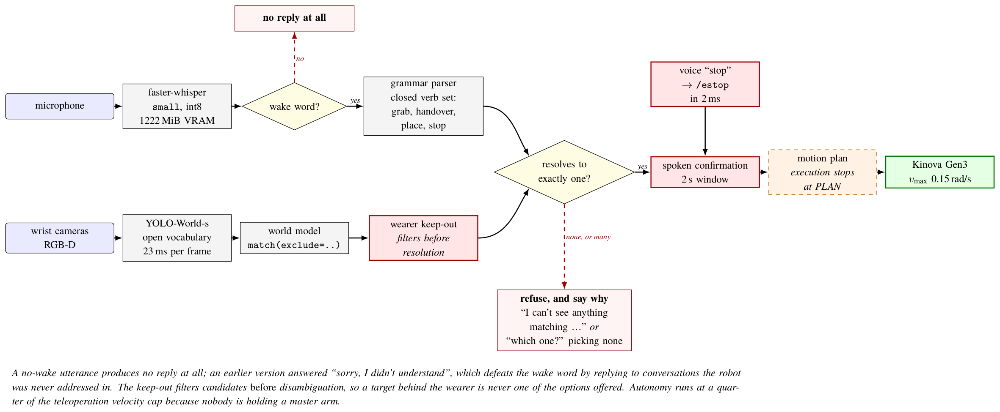 no reply at all
no
microphone
faster-whisper
small, int8
1222 MiB VRAM
wake word?
yes
grammar parser
closed verb set:
grab, handover,
place, stop
voice “stop”
→ /estop
in 2 ms
resolves to
exactly one?
yes
spoken confirmation
2 s window
motion plan
execution stops
at PLAN
Kinova Gen3
vmax 0.15 rad/s
wrist cameras
RGB-D
YOLO-World-s
open vocabulary
23 ms per frame
world model
match(exclude=..)
wearer keep-out
filters before
resolution
none, or many
refuse, and say why
“I can’t see anything
matching …” or
“which one?” picking none
A no-wake utterance produces no reply at all; an earlier version answered “sorry, I didn’t understand”, which defeats the wake word by replying to conversations the robot
was never addressed in. The keep-out filters candidates before disambiguation, so a target behind the wearer is never one of the options offered. Autonomy runs at a quar-
ter of the teleoperation velocity cap because nobody is holding a master arm.